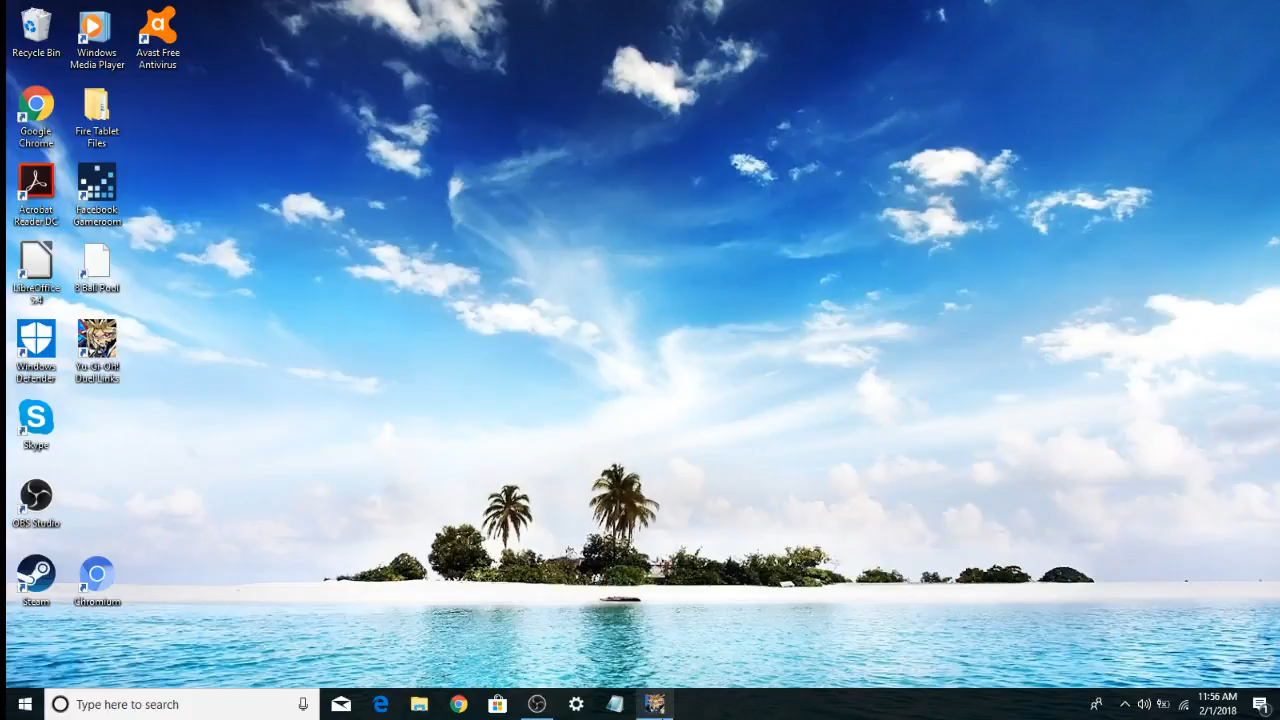 Recycle Bin
Windows
Media Player
Avast Free
Antivirus
Google
Chrome
Fire Tablet
Files
Acrobat
Reader DC
Facebook
Gameroom
LibreOffice
5.4
8 Ball Pool
Windows
Defender
Yu-Gi-Oh!
Duel Links
Skype
OBS Studio
Steam
Chromium
Type here to search
11:56 AM
2/1/2018